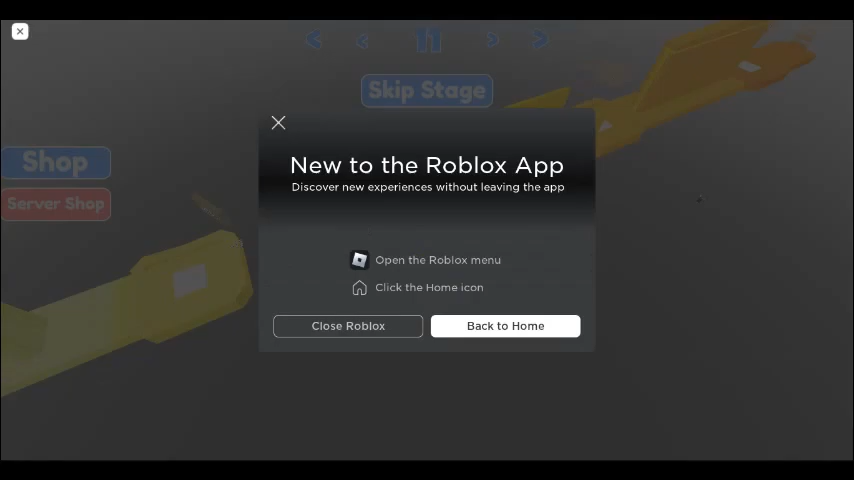 11
Skip Stage
Shop
Server Shop
New to the Roblox App
Discover new experiences without leaving the app
Open the Roblox menu
Click the Home icon
Close Roblox
Back to Home